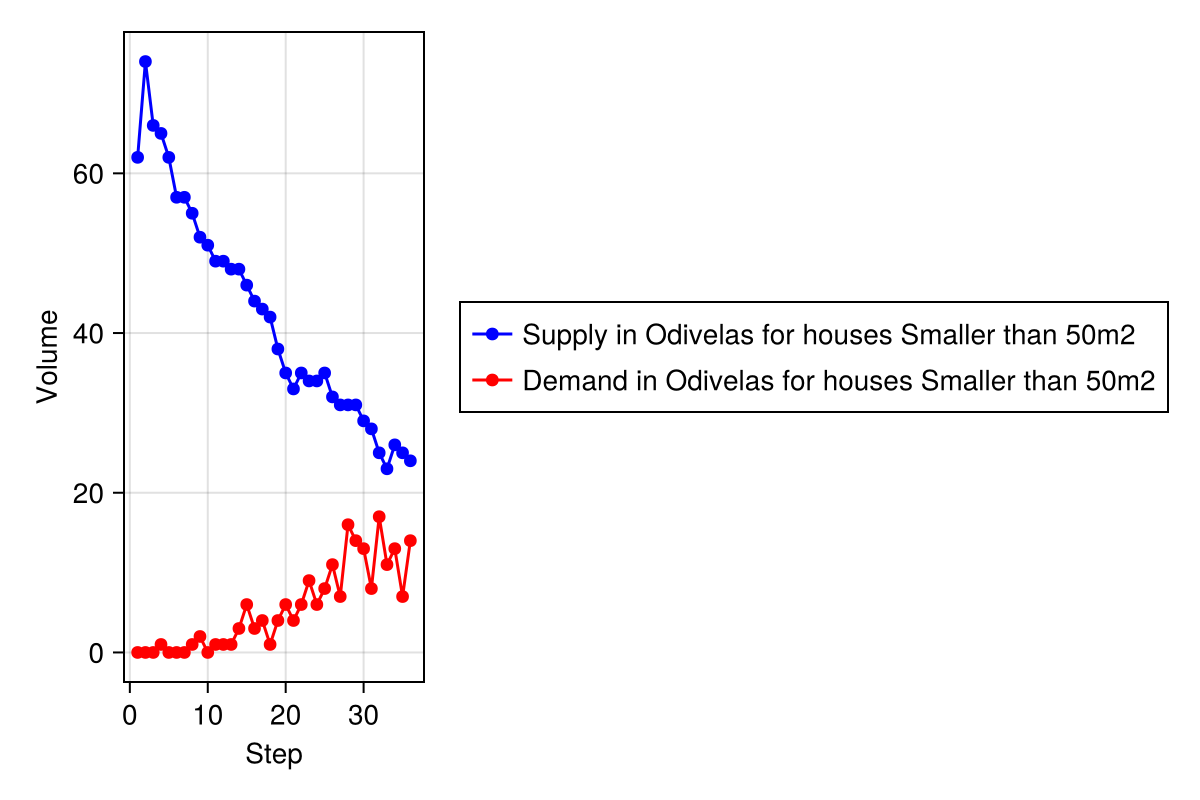 Volume
60
40
20
0
0 10 20 30
Step
Supply in Odivelas for houses Smaller than 50m2
Demand in Odivelas for houses Smaller than 50m2